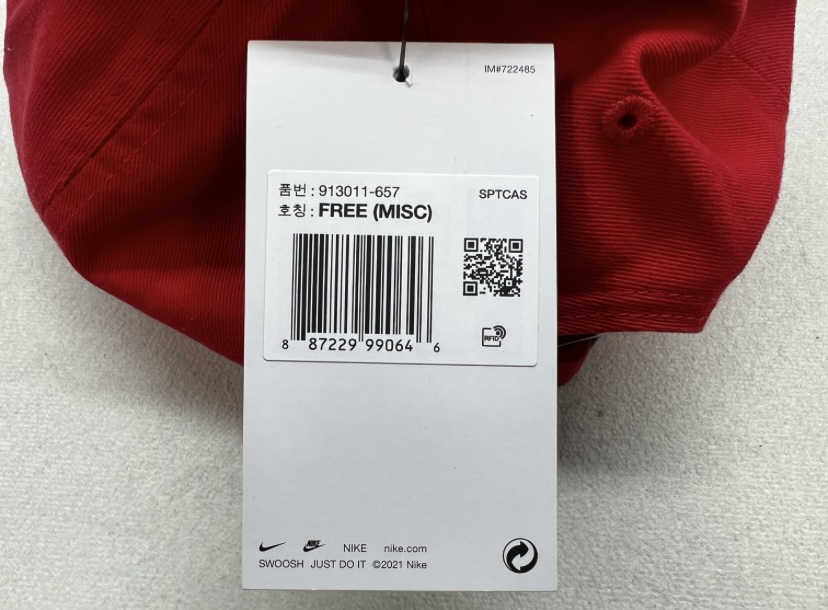 IM#722485
품번 : 913011-657
SPTCAS
호칭 : FREE (MISC)
8 87229 99064 6
RFID
NIKE
NIKE nike.com
SWOOSH JUST DO IT ©2021 Nike